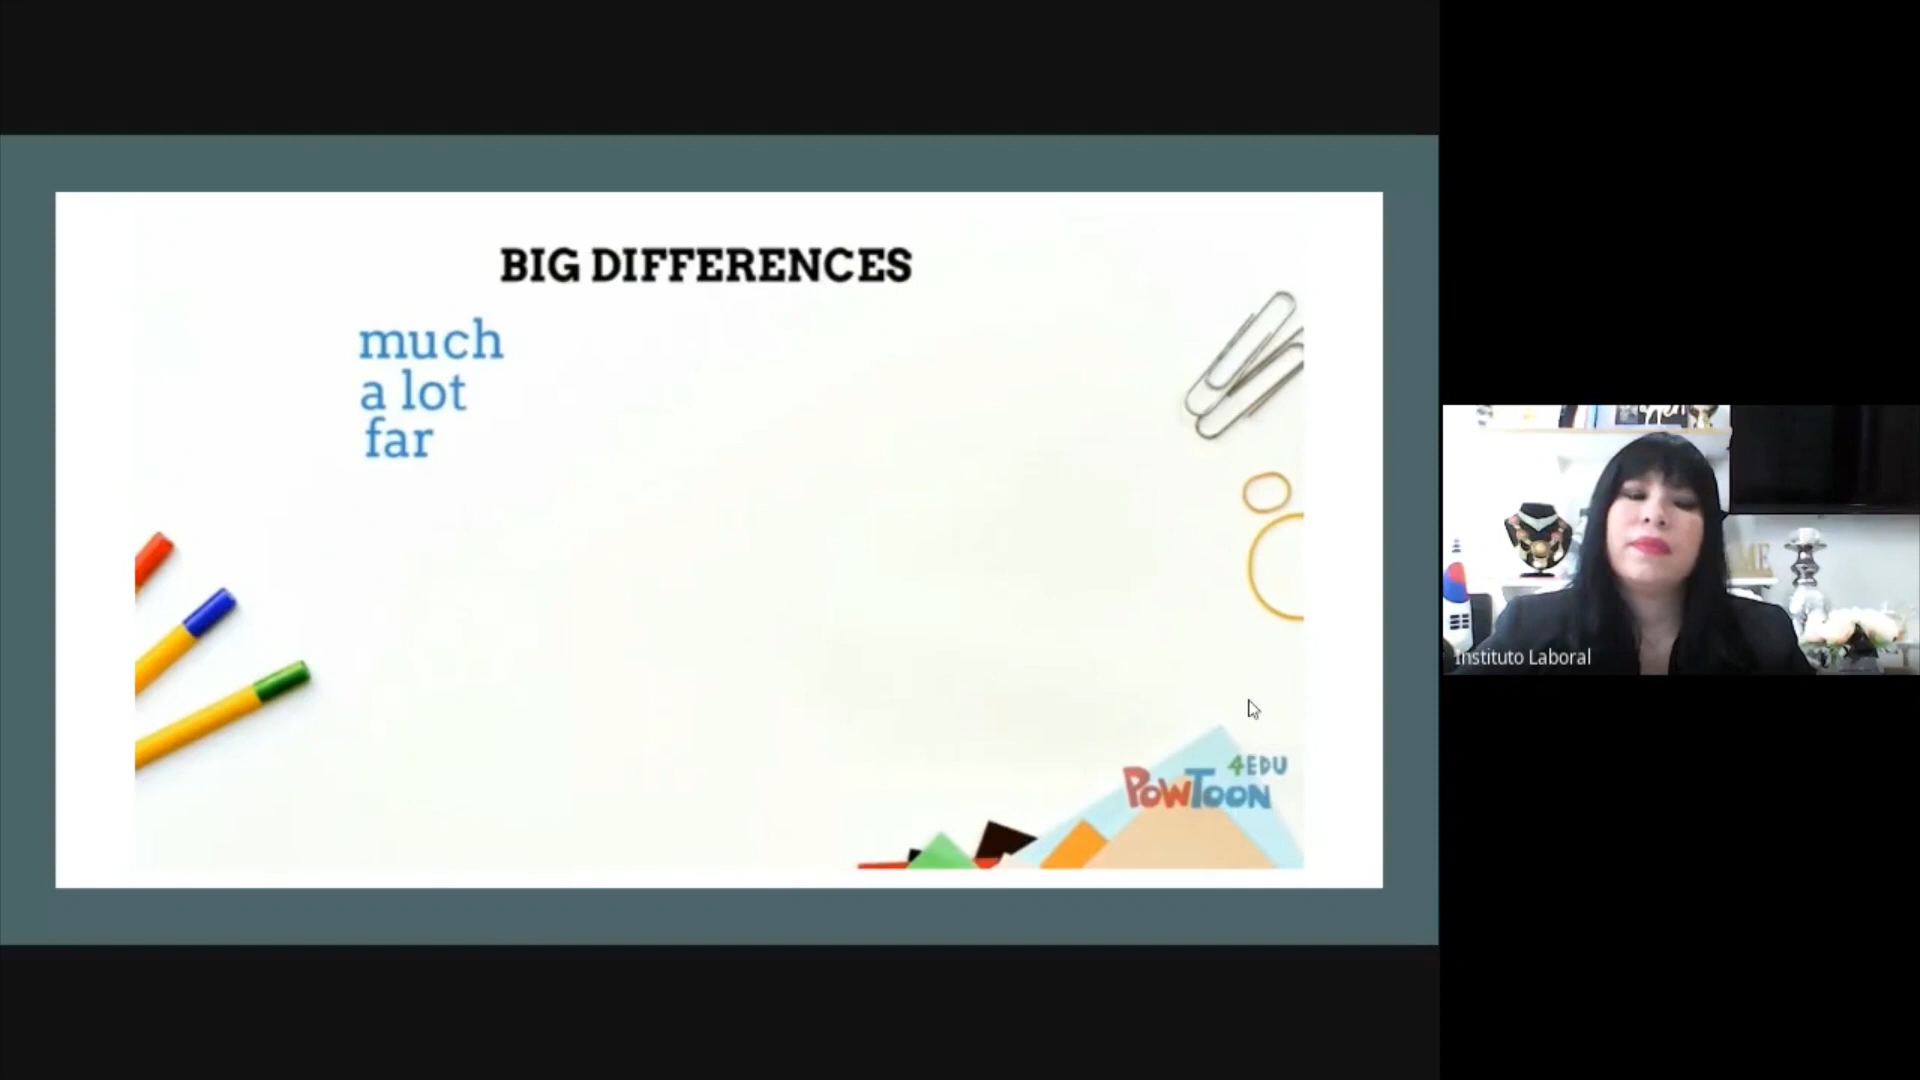 BIG DIFFERENCES
much
a lot
far
4EDU
POWTOON
Instituto Laboral